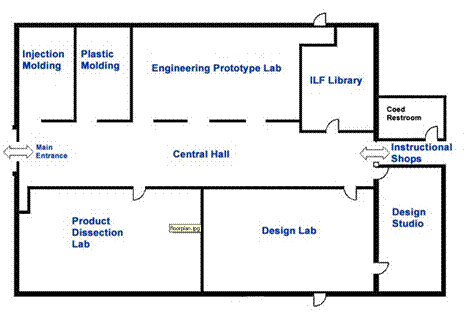 Injection
Molding
Plastic
Molding
Engineering Prototype Lab
ILF Library
Coed
Restroom
Main
Entrance
Central Hall
Instructional
Shops
Product
Dissection
Lab
floorplan.jpg
Design Lab
Design
Studio